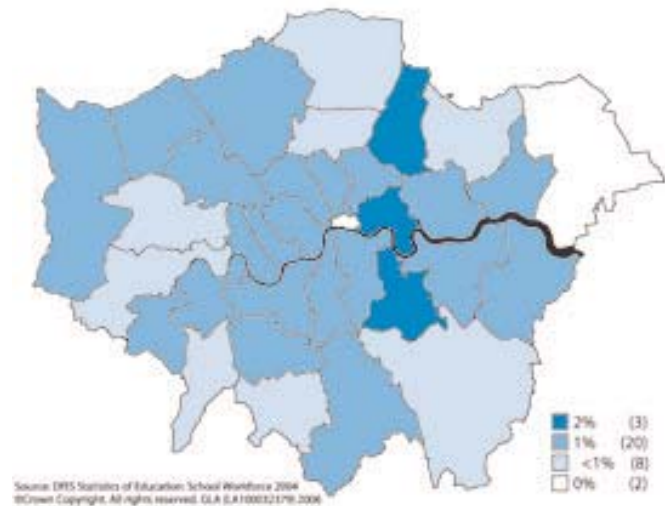 2% (3)
1% (20)
<1% (8)
0% (2)
Source: DfES Statistics of Education: School Workforce 2004
©Crown Copyright. All rights reserved. GLA (LA100032379) 2006